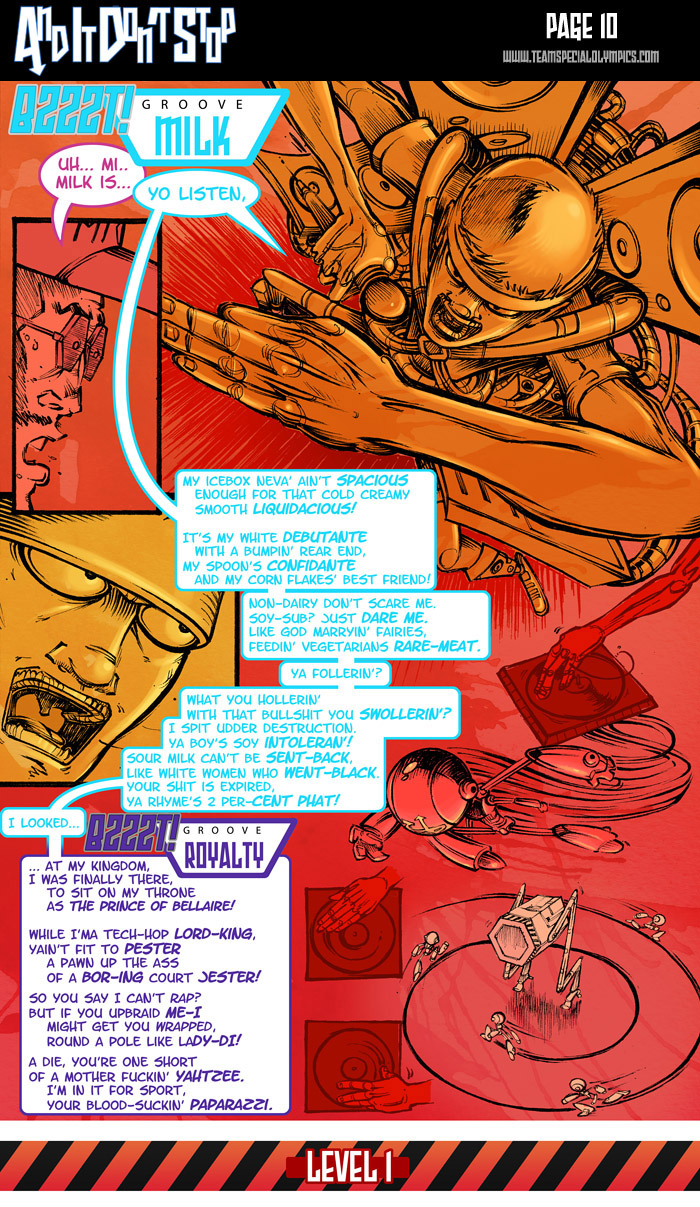 AND IT DON'T STOP
PAGE 10
WWW.TEAMSPECIALOLYMPICS.COM
BZZZT!
GROOVE
MILK
UH... MI..
MILK IS...
YO LISTEN,
MY ICEBOX NEVA' AIN'T SPACIOUS
ENOUGH FOR THAT COLD CREAMY
SMOOTH LIQUIDACIOUS!
IT'S MY WHITE DEBUTANTE
WITH A BUMPIN' REAR END,
MY SPOON'S CONFIDANTE
AND MY CORN FLAKES' BEST FRIEND!
NON-DAIRY DON'T SCARE ME.
SOY-SUB? JUST DARE ME.
LIKE GOD MARRYIN' FAIRIES,
FEEDIN' VEGETARIANS RARE-MEAT.
YA FOLLERIN'?
WHAT YOU HOLLERIN'
WITH THAT BULLSHIT YOU SWOLLERIN'?
I SPIT UDDER DESTRUCTION.
YA BOY'S SOY INTOLERAN'!
SOUR MILK CAN'T BE SENT-BACK,
LIKE WHITE WOMEN WHO WENT-BLACK.
YOUR SHIT IS EXPIRED,
YA RHYME'S 2 PER-CENT PHAT!
I LOOKED...
BZZZT!
GROOVE
ROYALTY
... AT MY KINGDOM,
I WAS FINALLY THERE,
TO SIT ON MY THRONE
AS THE PRINCE OF BELLAIRE!
WHILE I'MA TECH-HOP LORD-KING,
YAIN'T FIT TO PESTER
A PAWN UP THE ASS
OF A BOR-ING COURT JESTER!
SO YOU SAY I CAN'T RAP?
BUT IF YOU UPBRAID ME-I
MIGHT GET YOU WRAPPED,
ROUND A POLE LIKE LADY-DI!
A DIE, YOU'RE ONE SHORT
OF A MOTHER FUCKIN' YAHTZEE.
I'M IN IT FOR SPORT,
YOUR BLOOD-SUCKIN' PAPARAZZI.
LEVEL 1